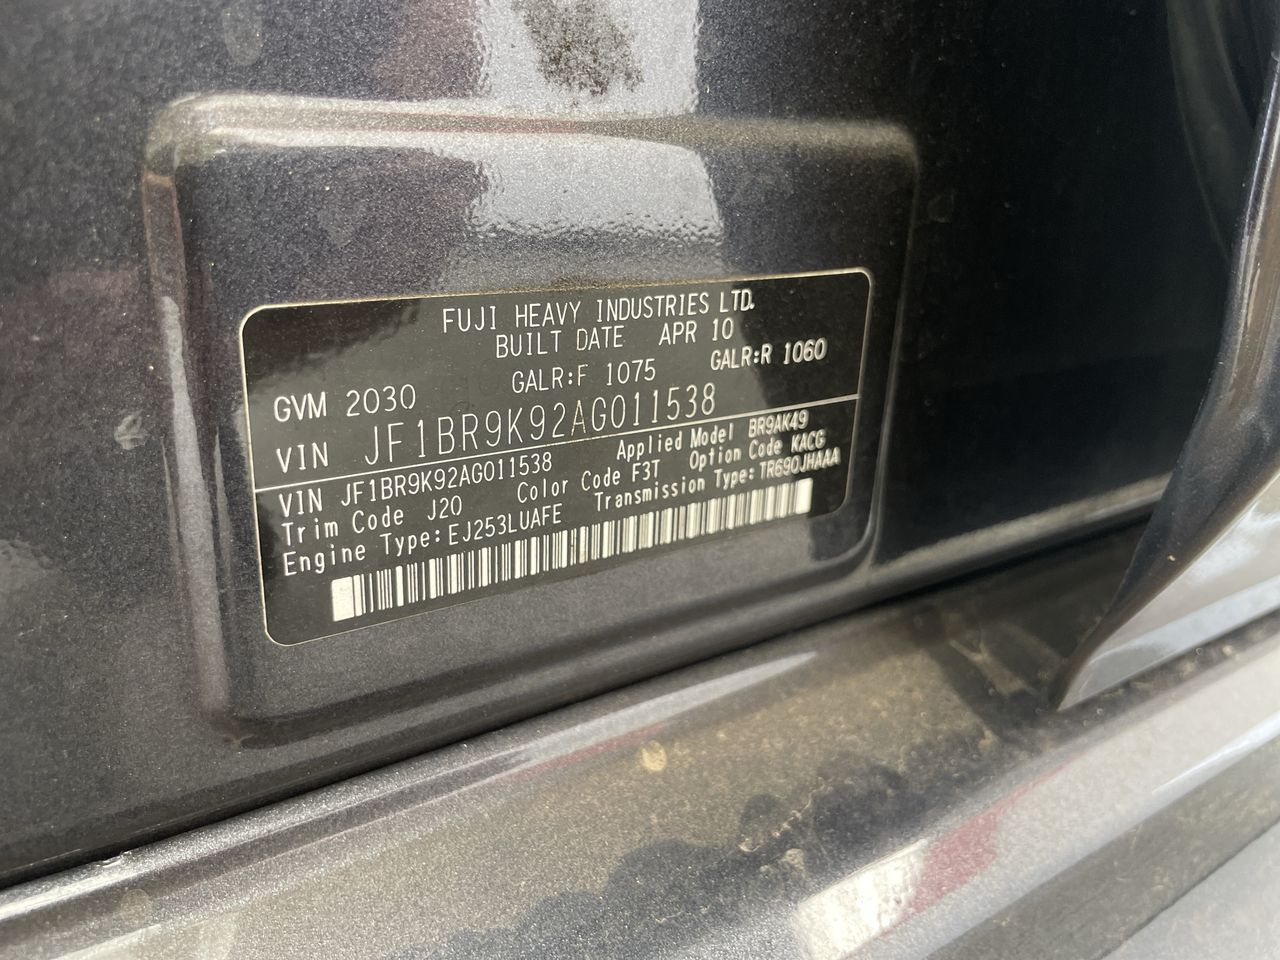 FUJI HEAVY INDUSTRIES LTD.
BUILT DATE APR 10
GVM 2030 GALR:F 1075 GALR:R 1060
VIN JF1BR9K92AG011538
VIN JF1BR9K92AG011538 Applied Model BR9AK49
Trim Code J20 Color Code F3T Option Code KACG
Engine Type:EJ253LUAFE Transmission Type:TR690JHAAA